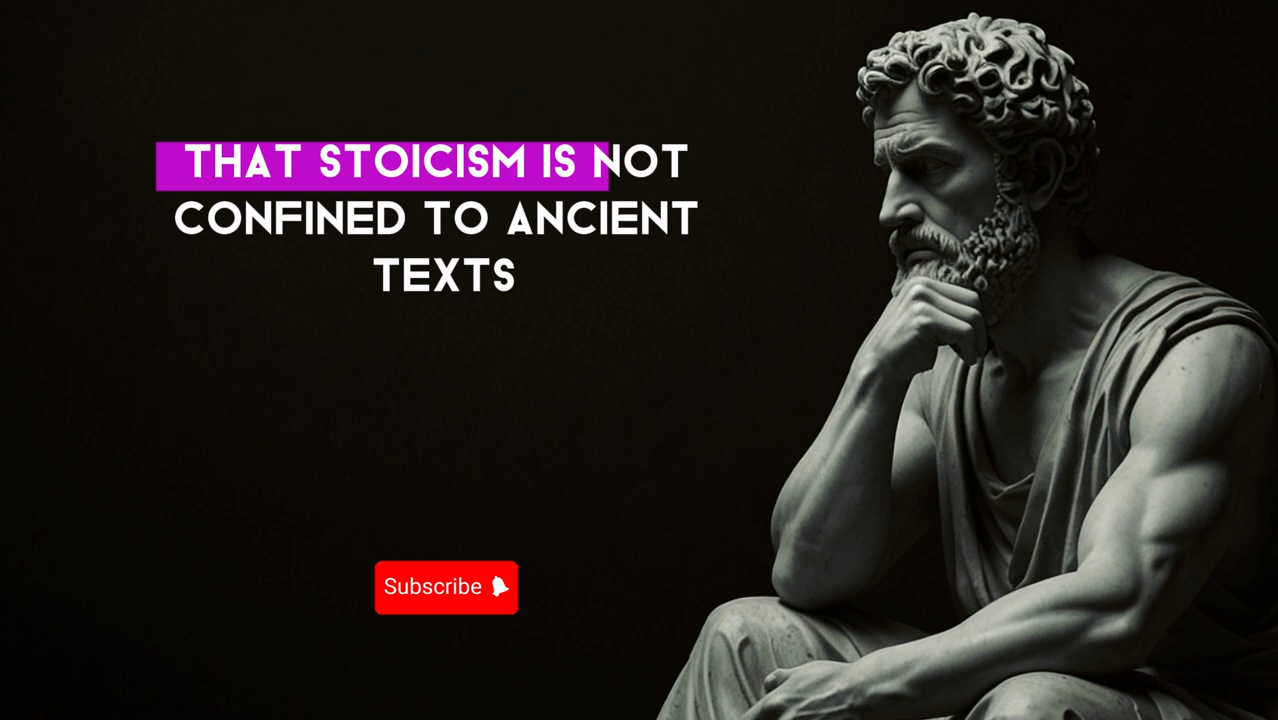 THAT STOICISM IS NOT
CONFINED TO ANCIENT
TEXTS
Subscribe